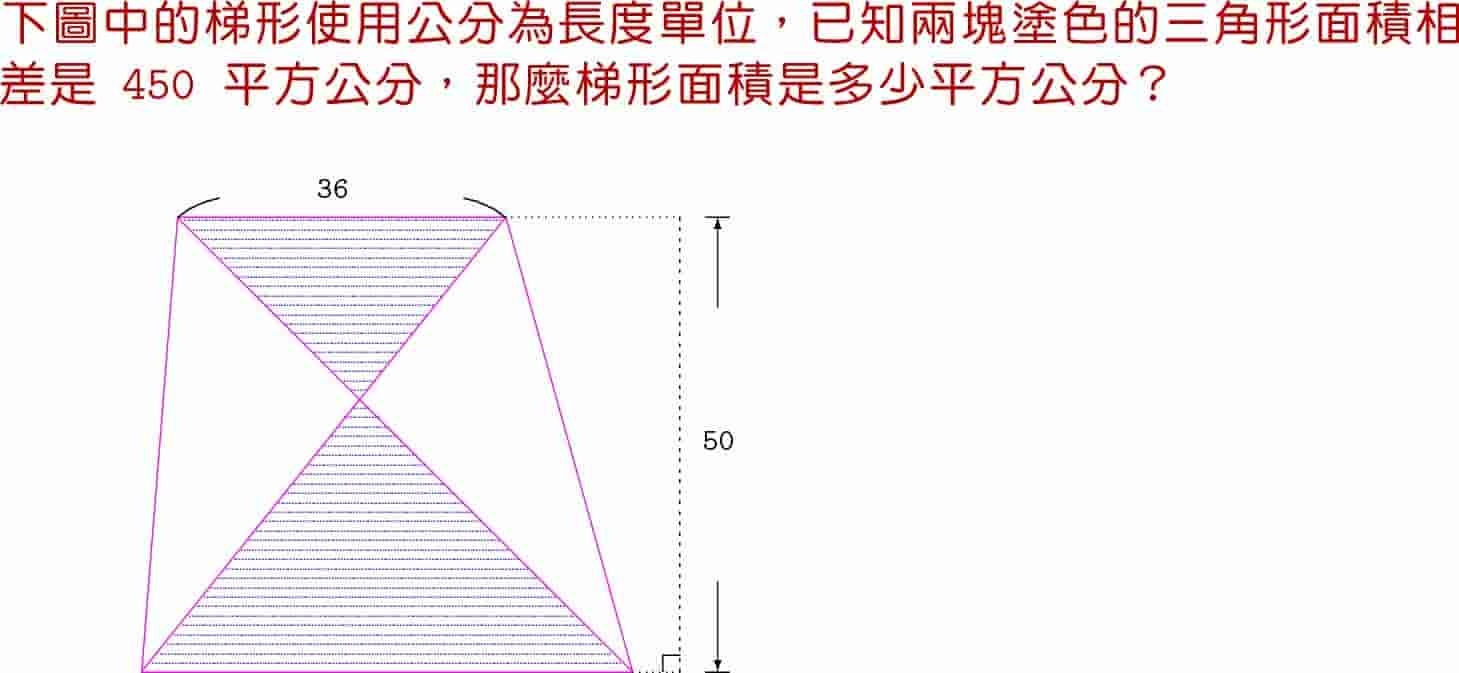 下圖中的梯形使用公分為長度單位，已知兩塊塗色的三角形面積相
差是 450 平方公分，那麼梯形面積是多少平方公分？
36
50